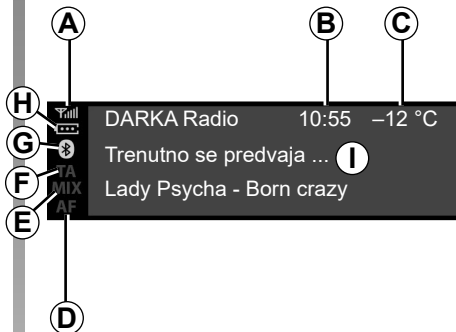 A B C
H
G
F
E
D
DARKA Radio 10:55 –12 °C
Trenutno se predvaja ... I
Lady Psycha - Born crazy
TA
MIX
AF